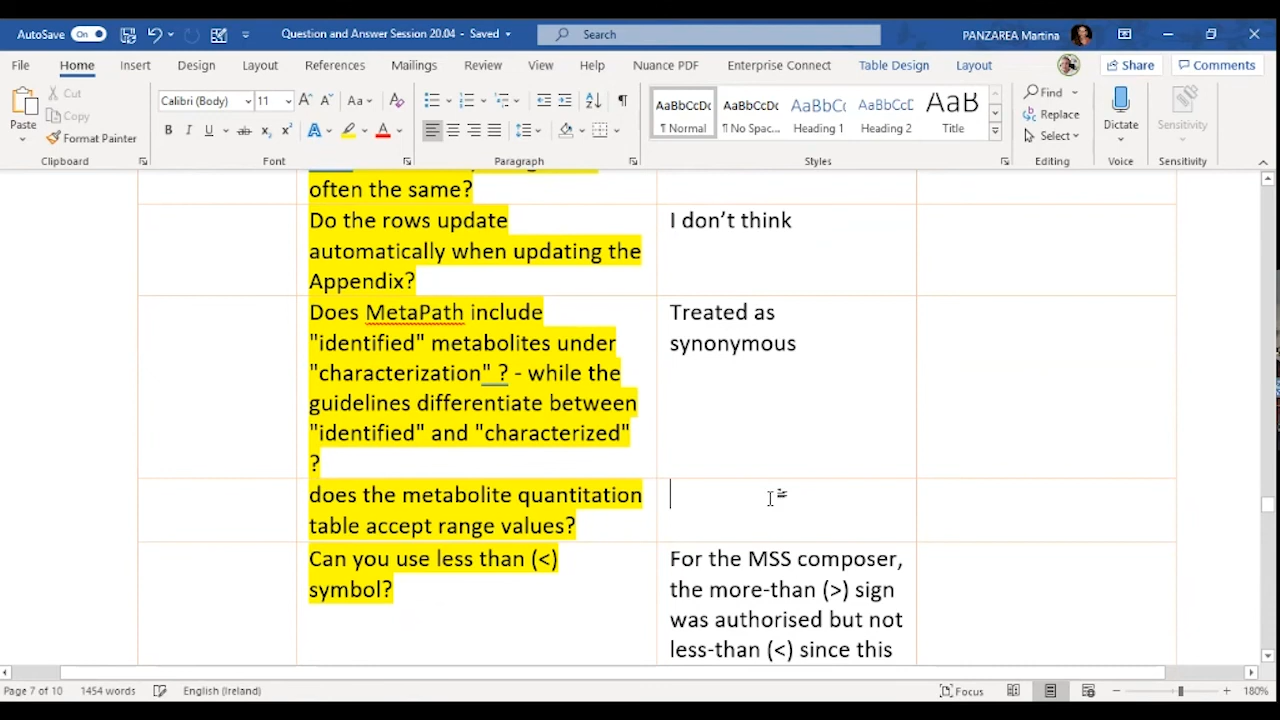 AutoSave On
Question and Answer Session 20.04 - Saved
Search
PANZAREA Martina
File Home Insert Design Layout References Mailings Review View Help Nuance PDF Enterprise Connect Table Design Layout Share Comments
Paste
Cut
Copy
Format Painter
Clipboard
Calibri (Body) 11
Font
Paragraph
AaBbCcDc
¶ Normal
AaBbCcDc
¶ No Spac...
AaBbCc
Heading 1
AaBbCcD
Heading 2
AaB
Title
Styles
Find
Replace
Select
Editing
Dictate
Voice
Sensitivity
Sensitivity
often the same?
Do the rows update
automatically when updating the
Appendix?
I don't think
Does MetaPath include
"identified" metabolites under
"characterization" ? - while the
guidelines differentiate between
"identified" and "characterized"
?
Treated as
synonymous
does the metabolite quantitation
table accept range values?
Can you use less than (<)
symbol?
For the MSS composer,
the more-than (>) sign
was authorised but not
less-than (<) since this
Page 7 of 10 1454 words English (Ireland) Focus 180%